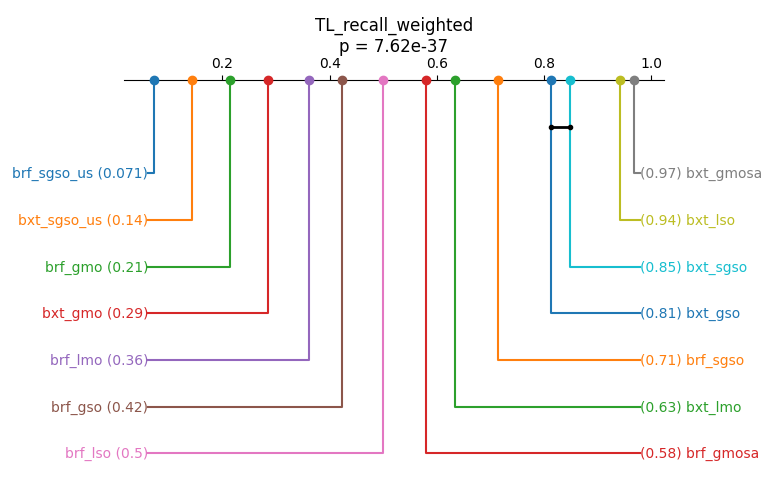 TL_recall_weighted
p = 7.62e-37
0.2 0.4 0.6 0.8 1.0
brf_sgso_us (0.071) (0.97) bxt_gmosa
bxt_sgso_us (0.14) (0.94) bxt_lso
brf_gmo (0.21) (0.85) bxt_sgso
bxt_gmo (0.29) (0.81) bxt_gso
brf_lmo (0.36) (0.71) brf_sgso
brf_gso (0.42) (0.63) bxt_lmo
brf_lso (0.5) (0.58) brf_gmosa